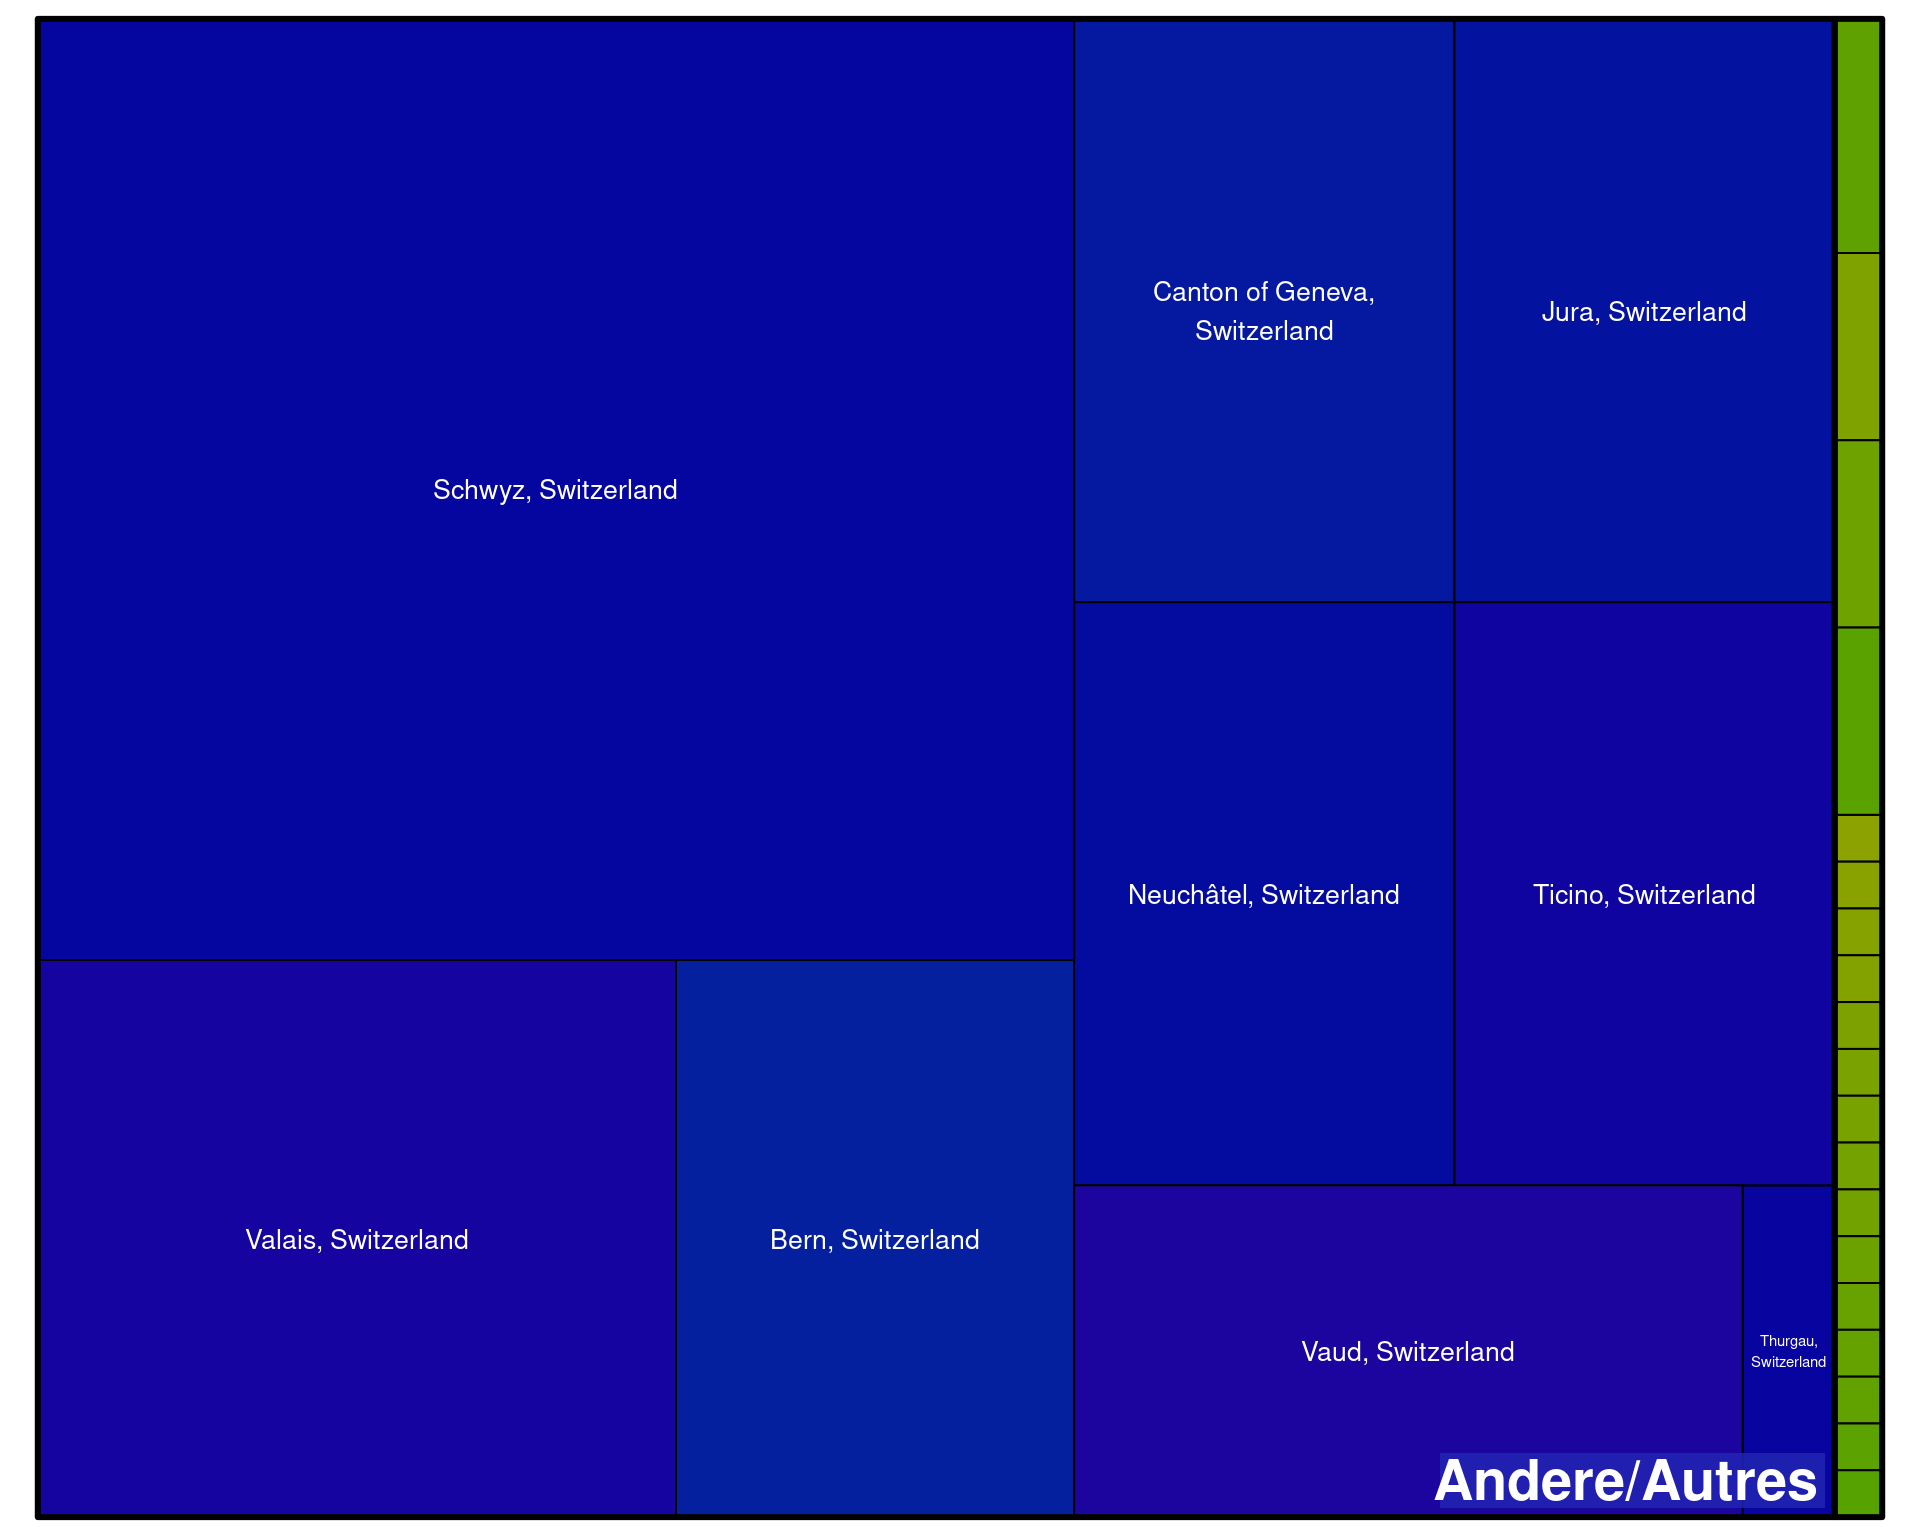 Schwyz, Switzerland
Canton of Geneva,
Switzerland
Jura, Switzerland
Neuchâtel, Switzerland
Ticino, Switzerland
Valais, Switzerland
Bern, Switzerland
Vaud, Switzerland
Thurgau,
Switzerland
Andere/Autres